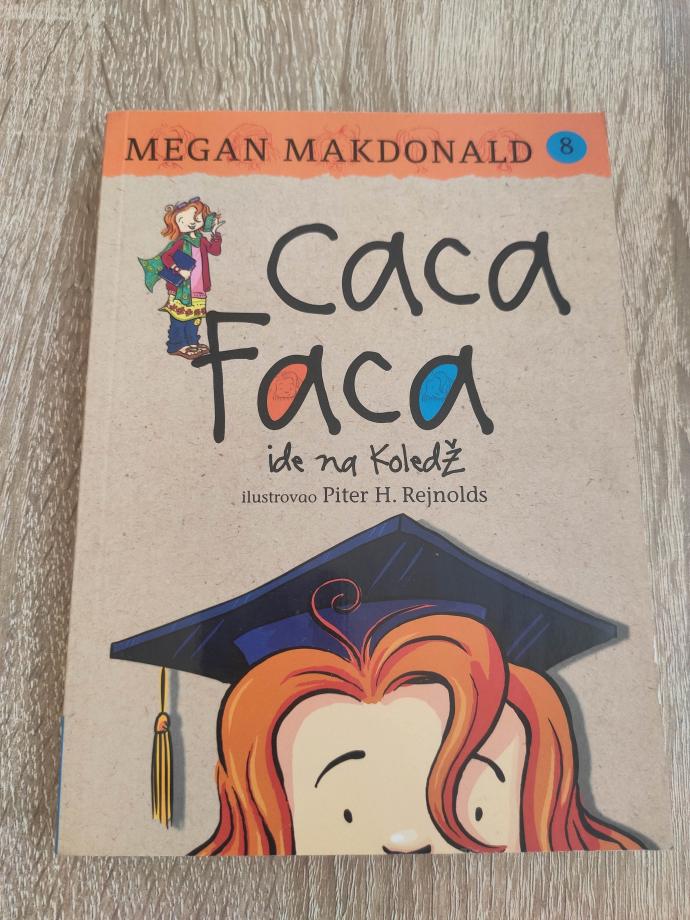 MEGAN MAKDONALD 8
Caca
Faca
ide na Koledž
ilustrovao Piter H. Rejnolds